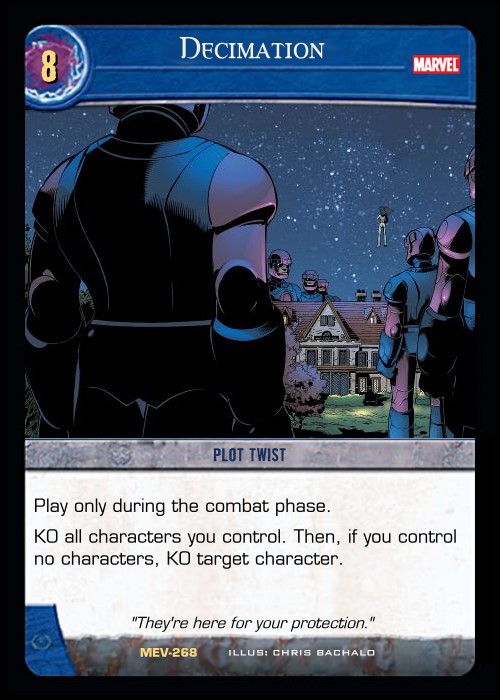 Decimation
8
MARVEL
PLOT TWIST
Play only during the combat phase.
KO all characters you control. Then, if you control
no characters, KO target character.
"They're here for your protection."
MEV-268 ILLUS: CHRIS BACHALO